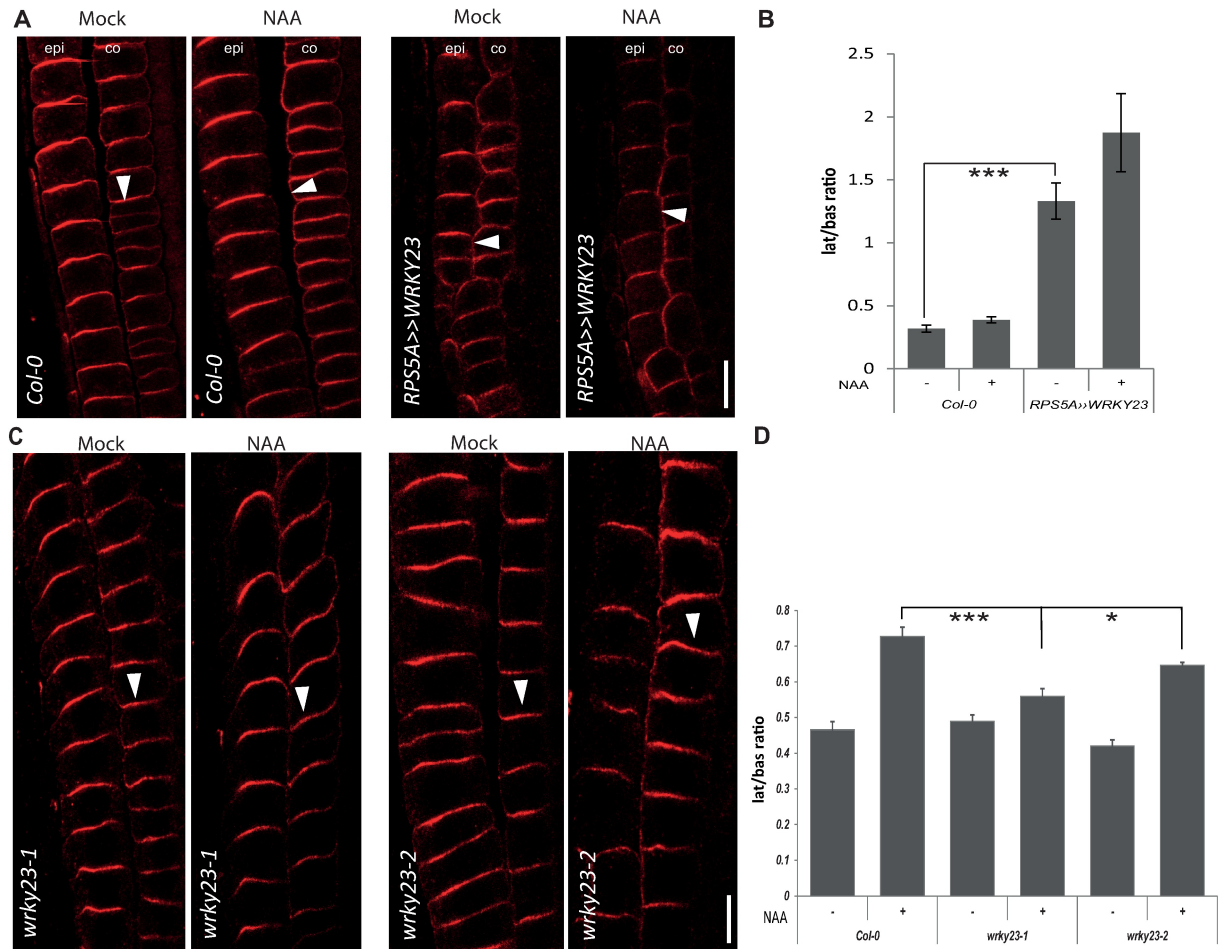 A
Mock
NAA
Mock
NAA
epi
co
epi
co
epi
co
epi
co
Col-0
Col-0
RPS5A>>WRKY23
RPS5A>>WRKY23
B
2.5
2
1.5
1
0.5
0
lat/bas ratio
***
NAA
-
+
-
+
Col-0
RPS5A››WRKY23
C
Mock
NAA
Mock
NAA
wrky23-1
wrky23-1
wrky23-2
wrky23-2
D
0.8
0.7
0.6
0.5
0.4
0.3
0.2
0.1
0
lat/bas ratio
***
*
NAA
-
+
-
+
-
+
Col-0
wrky23-1
wrky23-2